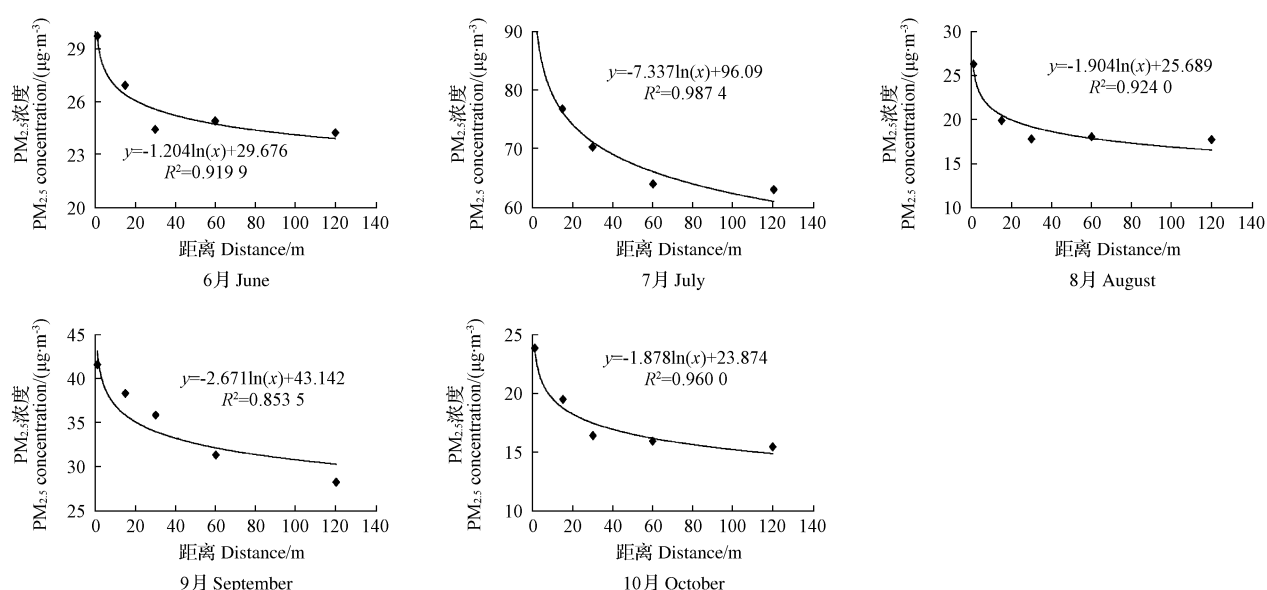 PM2.5浓度
PM2.5 concentration/(μg·m-3)
29
26
23
20
y=-1.204ln(x)+29.676
R2=0.919 9
0 20 40 60 80 100 120 140
距离 Distance/m
6月 June
PM2.5浓度
PM2.5 concentration/(μg·m-3)
90
80
70
60
y=-7.337ln(x)+96.09
R2=0.987 4
0 20 40 60 80 100 120 140
距离 Distance/m
7月 July
PM2.5浓度
PM2.5 concentration/(μg·m-3)
30
25
20
15
10
y=-1.904ln(x)+25.689
R2=0.924 0
0 20 40 60 80 100 120 140
距离 Distance/m
8月 August
PM2.5浓度
PM2.5 concentration/(μg·m-3)
45
40
35
30
25
y=-2.671ln(x)+43.142
R2=0.853 5
0 20 40 60 80 100 120 140
距离 Distance/m
9月 September
PM2.5浓度
PM2.5 concentration/(μg·m-3)
25
20
15
10
y=-1.878ln(x)+23.874
R2=0.960 0
0 20 40 60 80 100 120 140
距离 Distance/m
10月 October